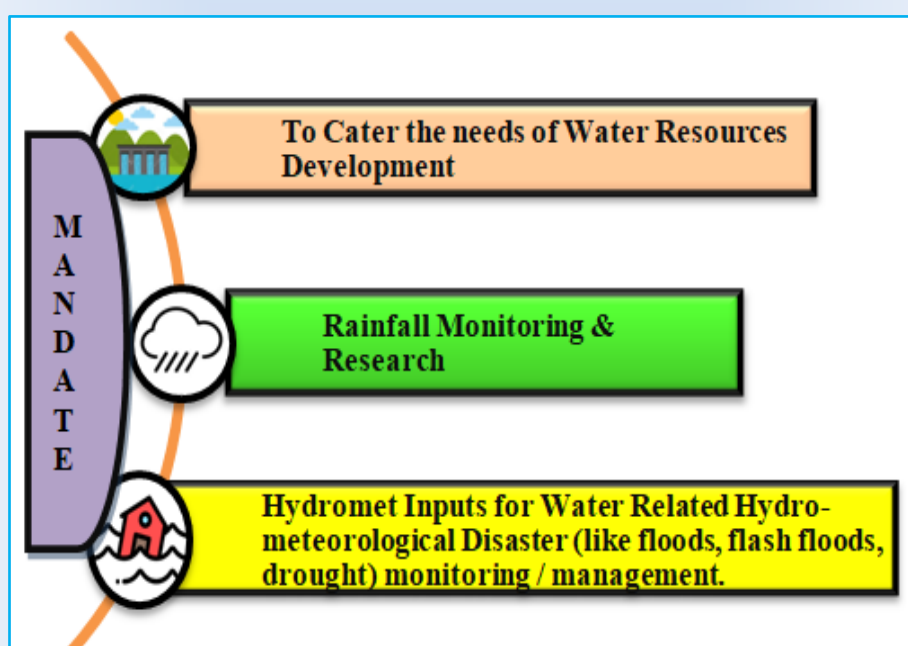 MANDATE
To Cater the needs of Water Resources
Development
Rainfall Monitoring &
Research
Hydromet Inputs for Water Related Hydro-
meteorological Disaster (like floods, flash floods,
drought) monitoring / management.